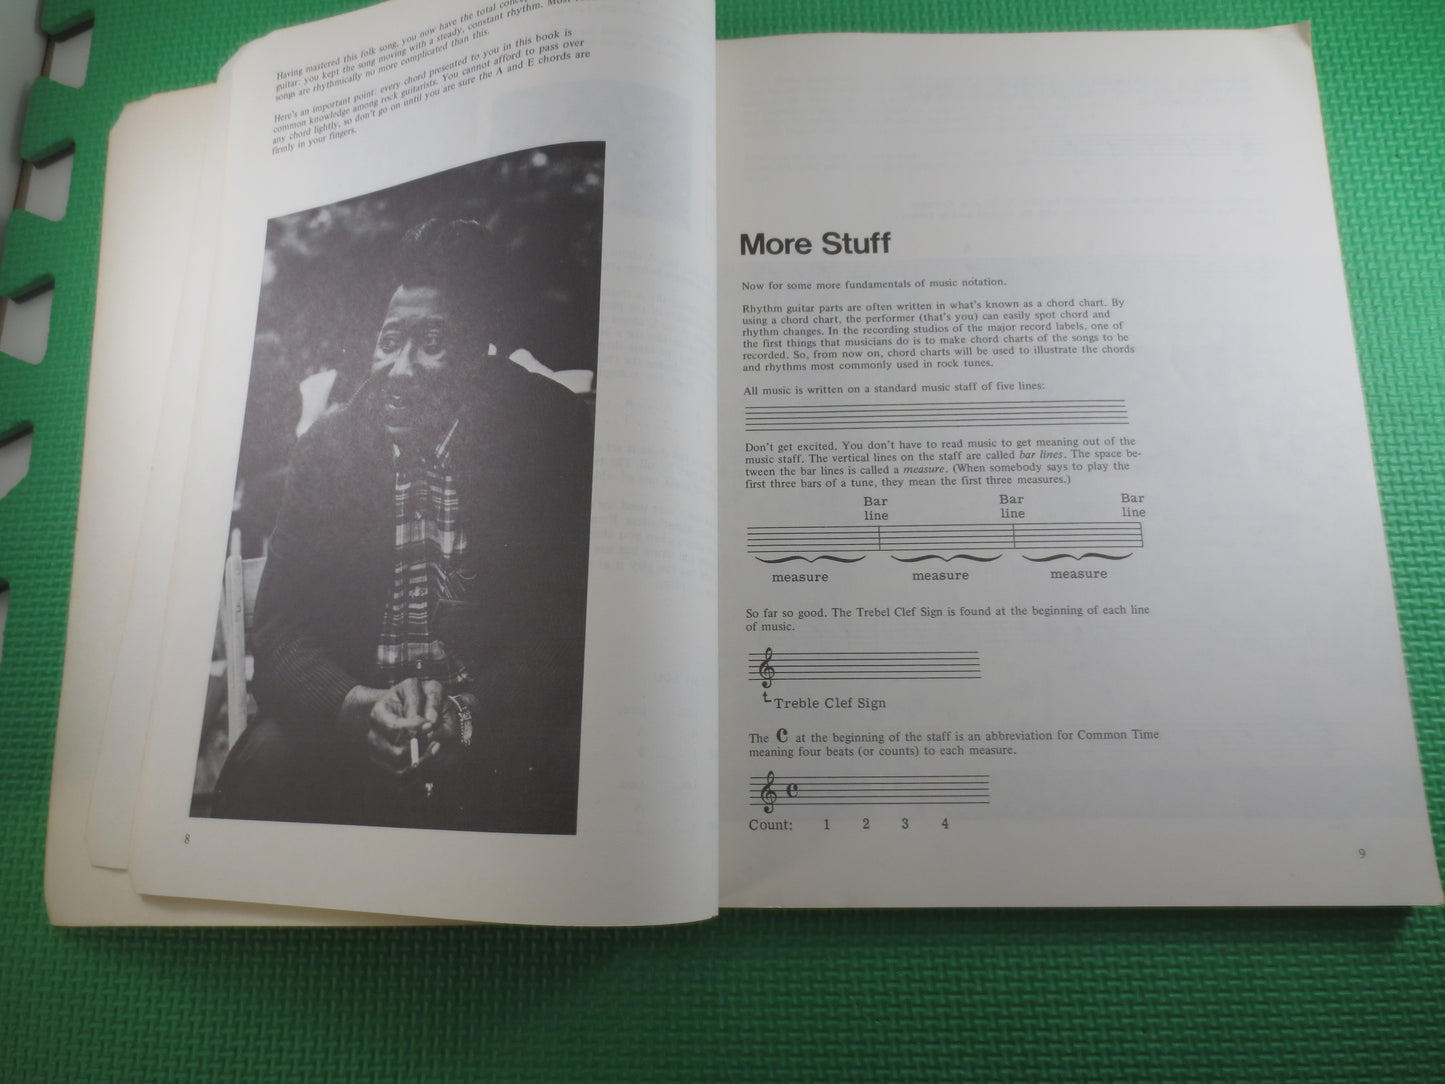 Having mastered this folk song, you now have the total
guitar: you kept the song moving with a steady, constant rhythm. Most
songs are rhythmically no more complicated than this.
Here's an important point: every chord presented to you in this book is
common knowledge among rock guitarists. You cannot afford to pass over
any chord lightly, so don't go on until you are sure the A and E chords are
firmly in your fingers.
8
More Stuff
Now for some more fundamentals of music notation.
Rhythm guitar parts are often written in what's known as a chord chart. By
using a chord chart, the performer (that's you) can easily spot chord and
rhythm changes. In the recording studios of the major record labels, one of
the first things that musicians do is to make chord charts of the songs to be
recorded. So, from now on, chord charts will be used to illustrate the chords
and rhythms most commonly used in rock tunes.
All music is written on a standard music staff of five lines:
Don't get excited. You don't have to read music to get meaning out of the
music staff. The vertical lines on the staff are called bar lines. The space be-
tween the bar lines is called a measure. (When somebody says to play the
first three bars of a tune, they mean the first three measures.)
Bar Bar Bar
line line line
measure measure measure
So far so good. The Trebel Clef Sign is found at the beginning of each line
of music.
Treble Clef Sign
The C at the beginning of the staff is an abbreviation for Common Time
meaning four beats (or counts) to each measure.
C
Count: 1 2 3 4
9